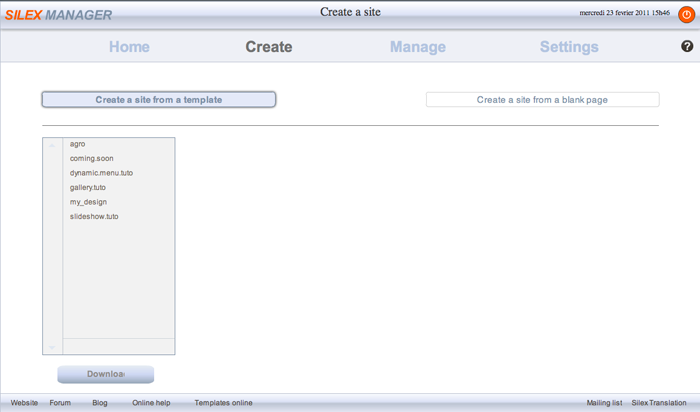 SILEX MANAGER
Create a site
mercredi 23 fevrier 2011 15h46
Home Create Manage Settings ?
Create a site from a template
Create a site from a blank page
agro
coming.soon
dynamic.menu.tuto
gallery.tuto
my_design
slideshow.tuto
Downloa
Website Forum Blog Online help Templates online Mailing list Silex Translation